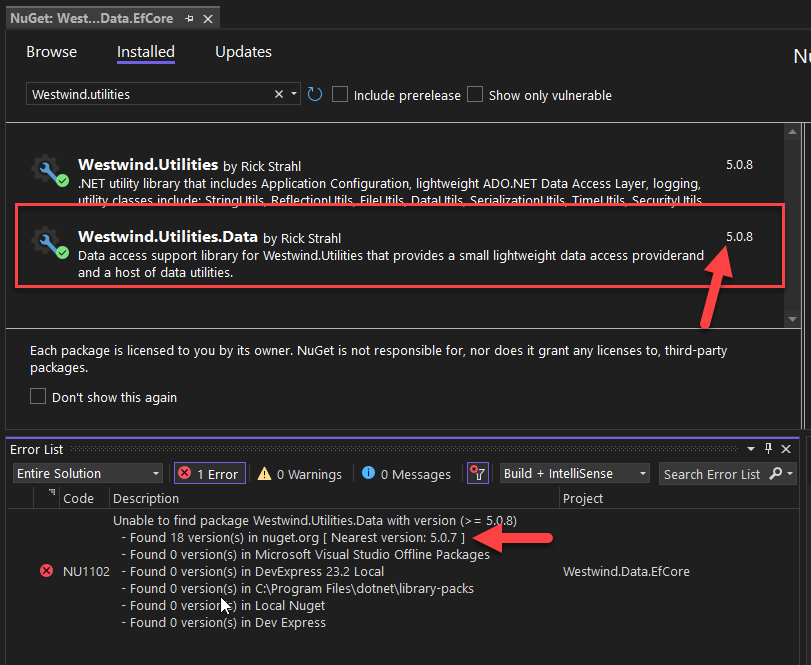 NuGet: West...Data.EfCore
Browse
Installed
Updates
Nu
Westwind.utilities
Include prerelease
Show only vulnerable
Westwind.Utilities by Rick Strahl
5.0.8
.NET utility library that includes Application Configuration, lightweight ADO.NET Data Access Layer, logging,
utility classes include: StringUtils, ReflectionUtils, FileUtils, DataUtils, SerializationUtils, TimeUtils, SecurityUtils
Westwind.Utilities.Data by Rick Strahl
5.0.8
Data access support library for Westwind.Utilities that provides a small lightweight data access providerand
and a host of data utilities.
Each package is licensed to you by its owner. NuGet is not responsible for, nor does it grant any licenses to, third-party
packages.
Don't show this again
Error List
Entire Solution
1 Error
0 Warnings
0 Messages
Build + IntelliSense
Search Error List
Code
Description
Project
Unable to find package Westwind.Utilities.Data with version (>= 5.0.8)
- Found 18 version(s) in nuget.org [ Nearest version: 5.0.7 ]
- Found 0 version(s) in Microsoft Visual Studio Offline Packages
NU1102
- Found 0 version(s) in DevExpress 23.2 Local
Westwind.Data.EfCore
- Found 0 version(s) in C:\Program Files\dotnet\library-packs
- Found 0 version(s) in Local Nuget
- Found 0 version(s) in Dev Express